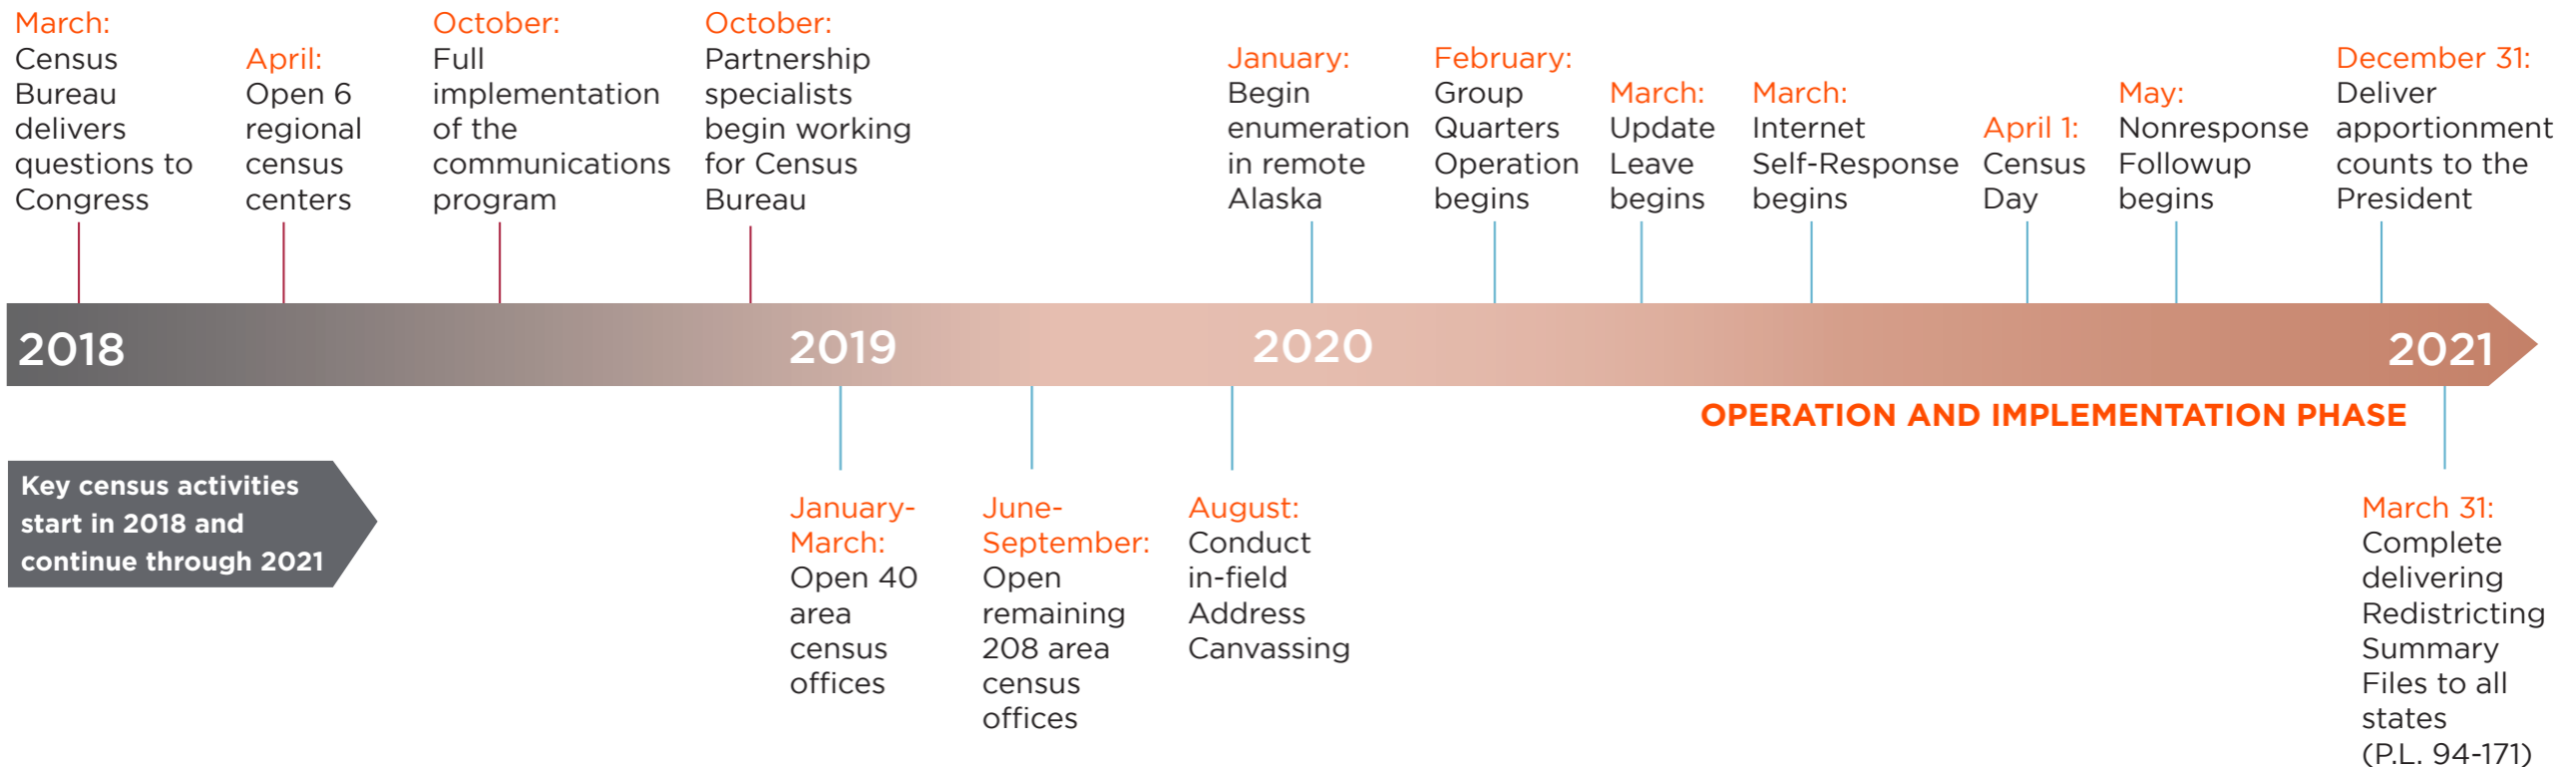 March:
Census
Bureau
delivers
questions to
Congress
April:
Open 6
regional
census
centers
October:
Full
implementation
of the
communications
program
October:
Partnership
specialists
begin working
for Census
Bureau
January:
Begin
enumeration
in remote
Alaska
February:
Group
Quarters
Operation
begins
March:
Update
Leave
begins
March:
Internet
Self-Response
begins
April 1:
Census
Day
May:
Nonresponse
Followup
begins
December 31:
Deliver
apportionment
counts to the
President
2018
2019
2020
2021
OPERATION AND IMPLEMENTATION PHASE
Key census activities
start in 2018 and
continue through 2021
January-
March:
Open 40
area
census
offices
June-
September:
Open
remaining
208 area
census
offices
August:
Conduct
in-field
Address
Canvassing
March 31:
Complete
delivering
Redistricting
Summary
Files to all
states
(P.L. 94-171)